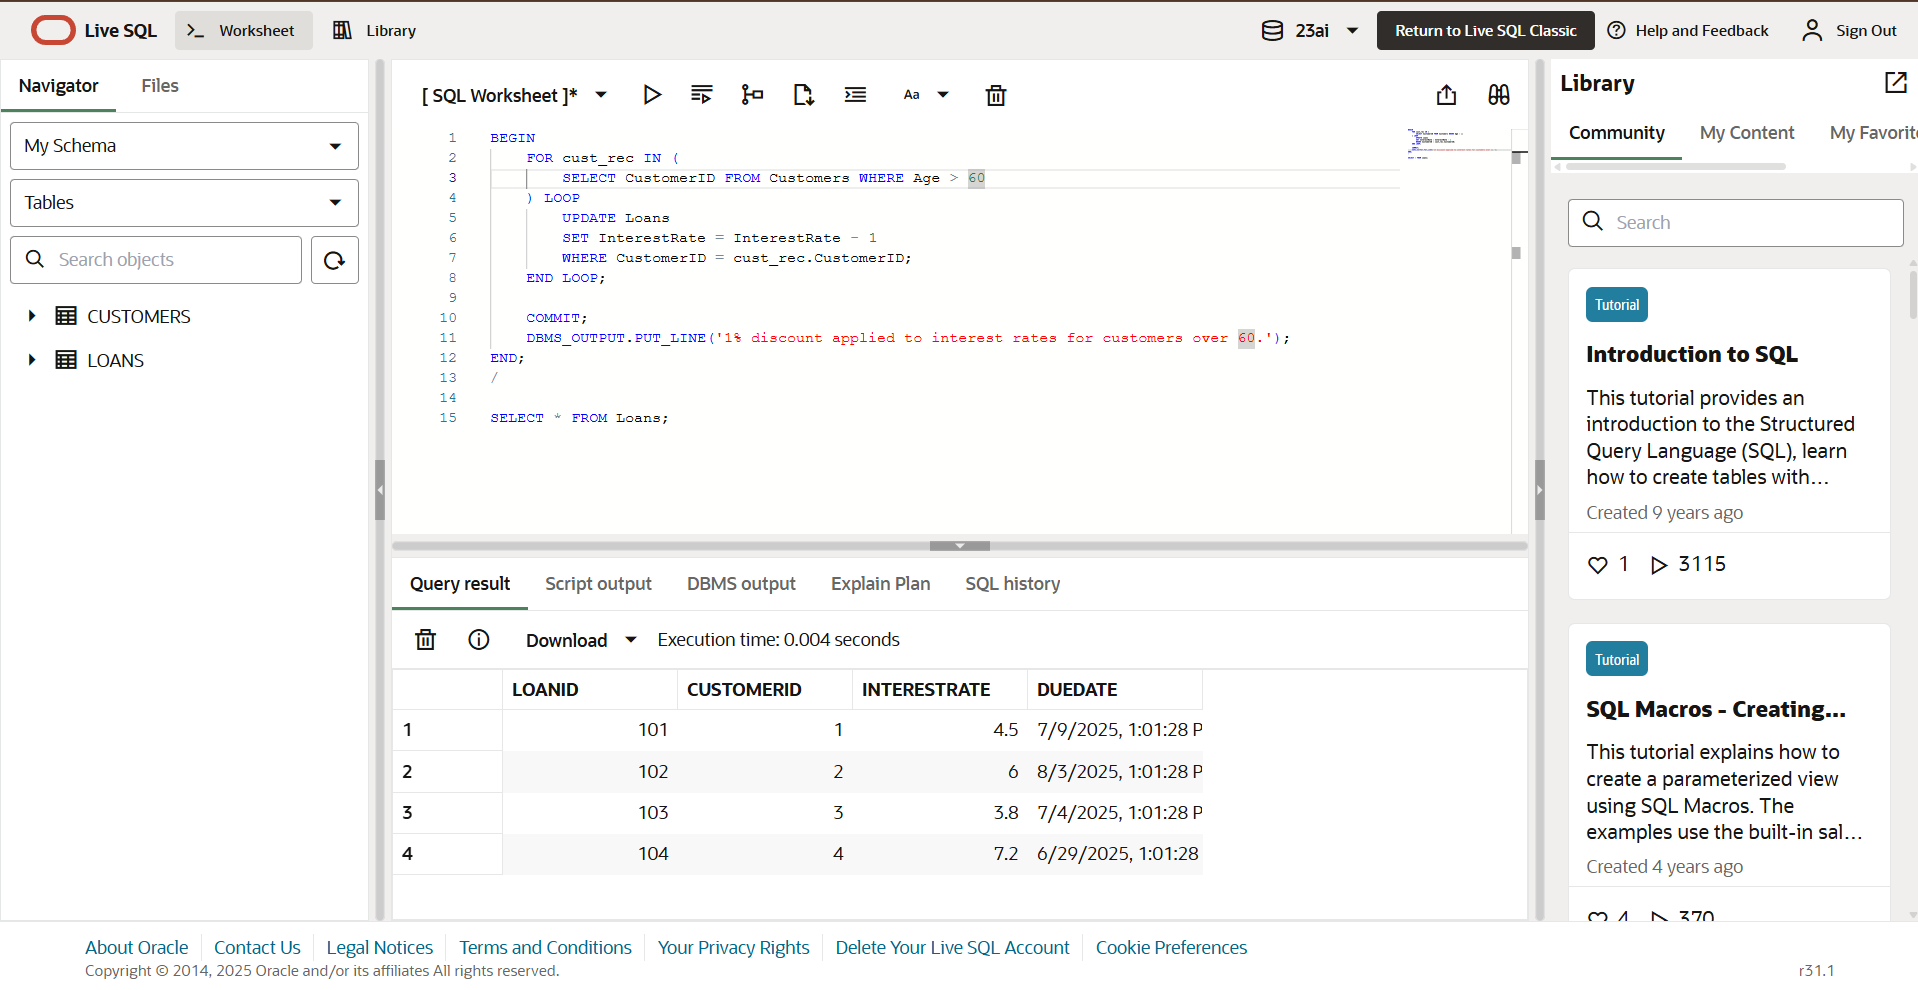 Live SQL
Worksheet
Library
23ai
Return to Live SQL Classic
Help and Feedback
Sign Out
Navigator
Files
My Schema
Tables
Search objects
CUSTOMERS
LOANS
[ SQL Worksheet ]*
Aa
1 BEGIN
2 FOR cust_rec IN (
3 SELECT CustomerID FROM Customers WHERE Age > 60
4 ) LOOP
5 UPDATE Loans
6 SET InterestRate = InterestRate - 1
7 WHERE CustomerID = cust_rec.CustomerID;
8 END LOOP;
9
10 COMMIT;
11 DBMS_OUTPUT.PUT_LINE('1% discount applied to interest rates for customers over 60.');
12 END;
13 /
14
15 SELECT * FROM Loans;
Query result
Script output
DBMS output
Explain Plan
SQL history
Download
Execution time: 0.004 seconds
LOANID CUSTOMERID INTERESTRATE DUEDATE
1 101 1 4.5 7/9/2025, 1:01:28 P
2 102 2 6 8/3/2025, 1:01:28 P
3 103 3 3.8 7/4/2025, 1:01:28 P
4 104 4 7.2 6/29/2025, 1:01:28
Library
Community
My Content
My Favorit
Search
Tutorial
Introduction to SQL
This tutorial provides an
introduction to the Structured
Query Language (SQL), learn
how to create tables with...
Created 9 years ago
1 3115
Tutorial
SQL Macros - Creating...
This tutorial explains how to
create a parameterized view
using SQL Macros. The
examples use the built-in sal...
Created 4 years ago
4 370
About Oracle
Contact Us
Legal Notices
Terms and Conditions
Your Privacy Rights
Delete Your Live SQL Account
Cookie Preferences
Copyright © 2014, 2025 Oracle and/or its affiliates All rights reserved.
r31.1